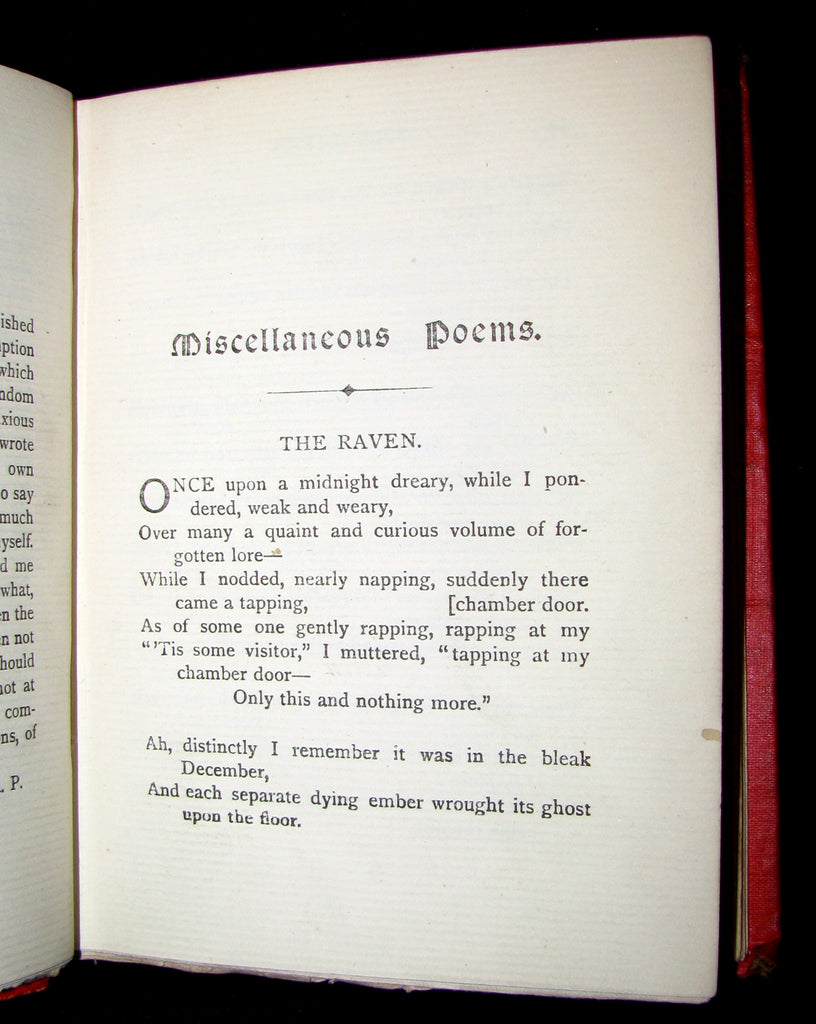 ished
ption
which
ndom
xious
wrote
own
o say
much
yself.
d me
what,
n the
n not
hould
not at
com-
ns, of
. P.
Miscellaneous Poems.
THE RAVEN.
ONCE upon a midnight dreary, while I pon-
dered, weak and weary,
Over many a quaint and curious volume of for-
gotten lore—
While I nodded, nearly napping, suddenly there
came a tapping, [chamber door.
As of some one gently rapping, rapping at my
“’Tis some visitor,” I muttered, “tapping at my
chamber door—
Only this and nothing more.”
Ah, distinctly I remember it was in the bleak
December,
And each separate dying ember wrought its ghost
upon the floor.